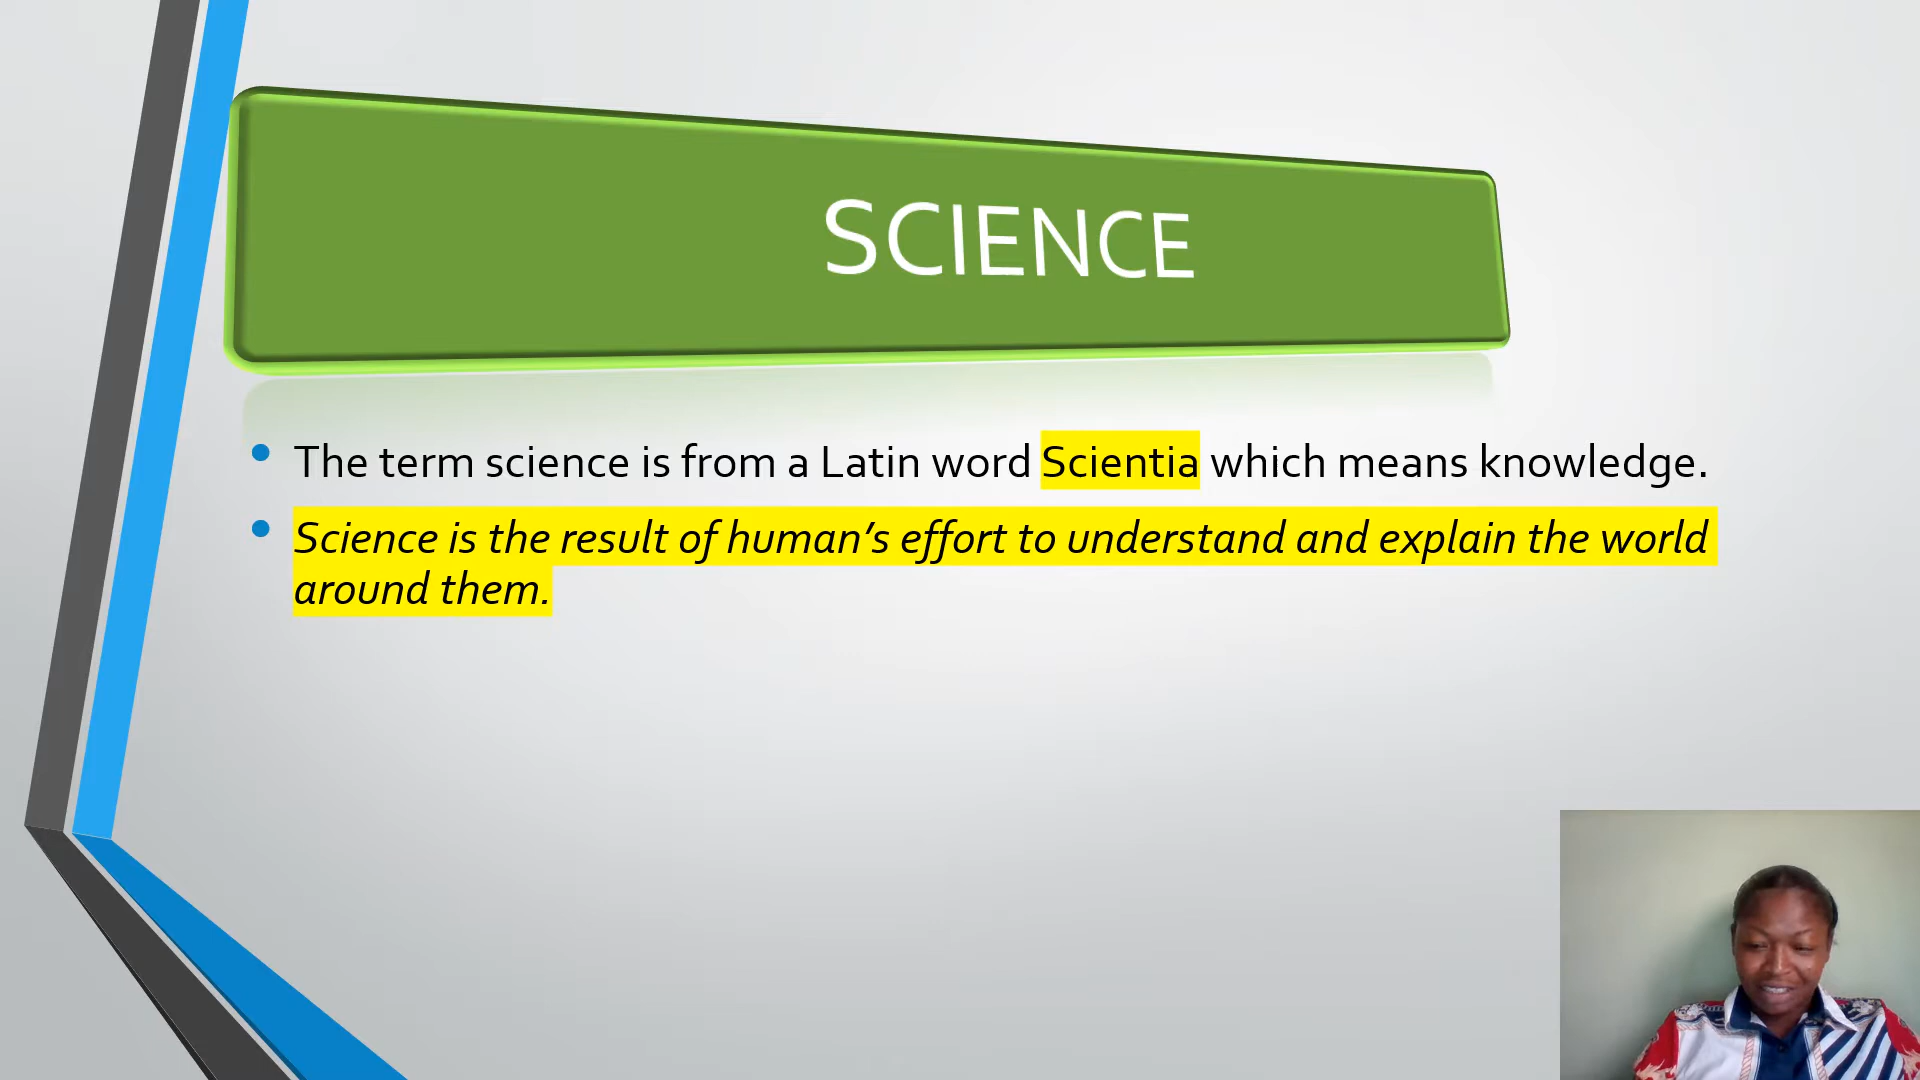 SCIENCE
The term science is from a Latin word Scientia which means knowledge.
Science is the result of human’s effort to understand and explain the world
around them.